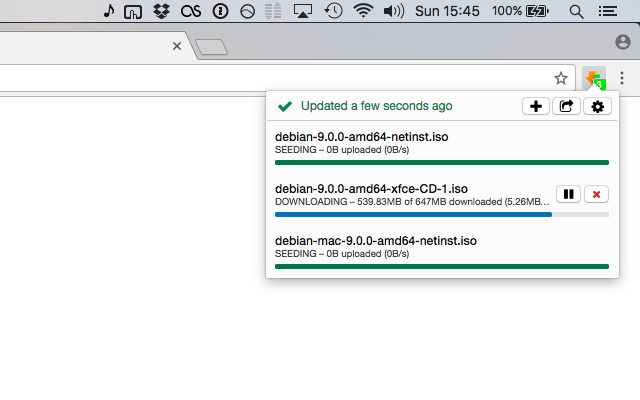 Sun 15:45 100%
3
Updated a few seconds ago
debian-9.0.0-amd64-netinst.iso
SEEDING – 0B uploaded (0B/s)
debian-9.0.0-amd64-xfce-CD-1.iso
DOWNLOADING – 539.83MB of 647MB downloaded (5.26MB...
debian-mac-9.0.0-amd64-netinst.iso
SEEDING – 0B uploaded (0B/s)